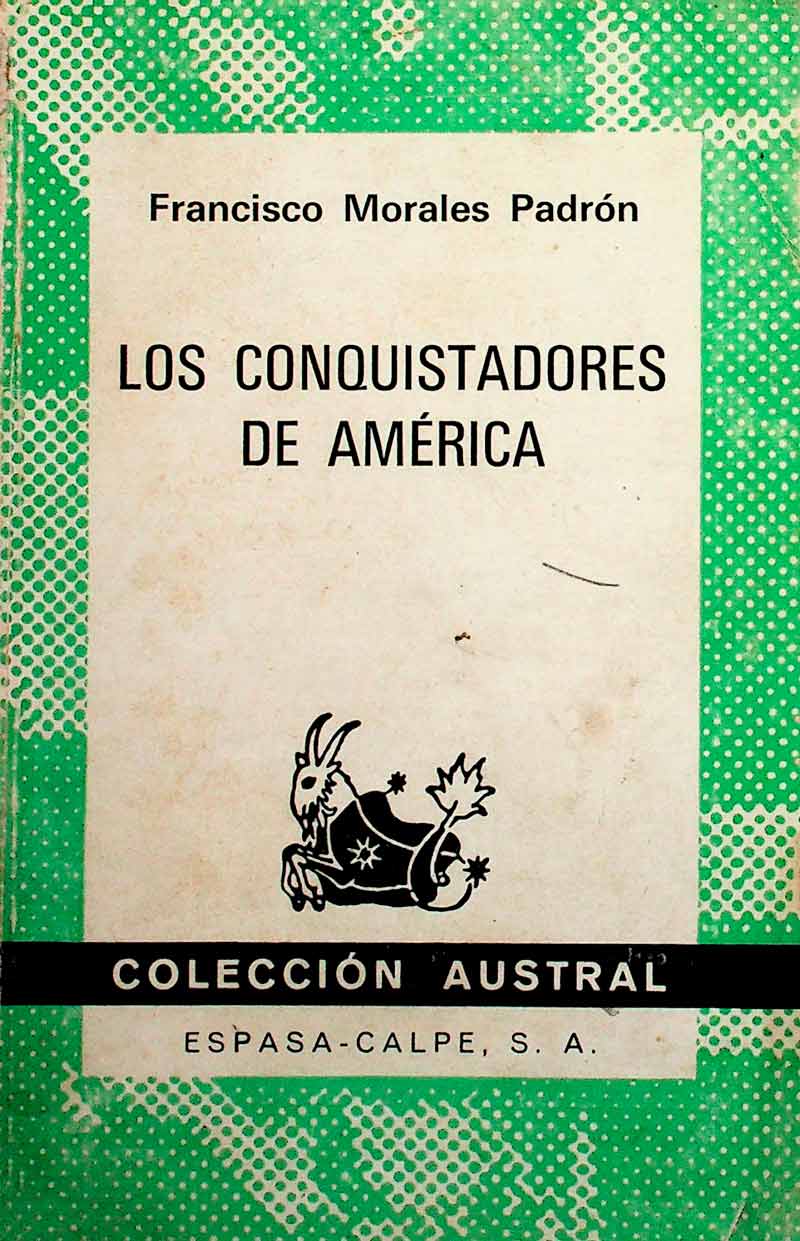 Francisco Morales Padrón
LOS CONQUISTADORES
DE AMÉRICA
COLECCIÓN AUSTRAL
ESPASA-CALPE, S. A.